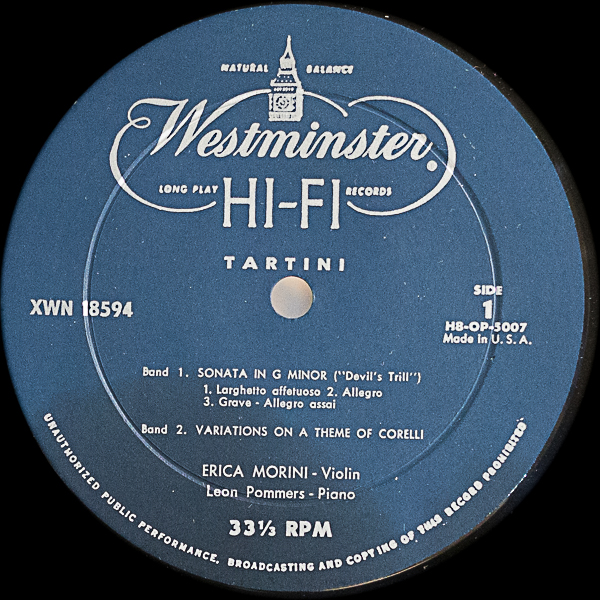 NATURAL BALANCE
Westminster.
LONG PLAY HI-FI RECORDS
TARTINI
XWN 18594
SIDE
1
HB-OP-5007
Made in U. S. A.
Band 1. SONATA IN G MINOR ("Devil's Trill")
1. Larghetto affetuoso 2. Allegro
3. Grave - Allegro assai
Band 2. VARIATIONS ON A THEME OF CORELLI
ERICA MORINI - Violin
Leon Pommers - Piano
33⅓ RPM
UNAUTHORIZED PUBLIC PERFORMANCE, BROADCASTING AND COPYING OF THIS RECORD PROHIBITED